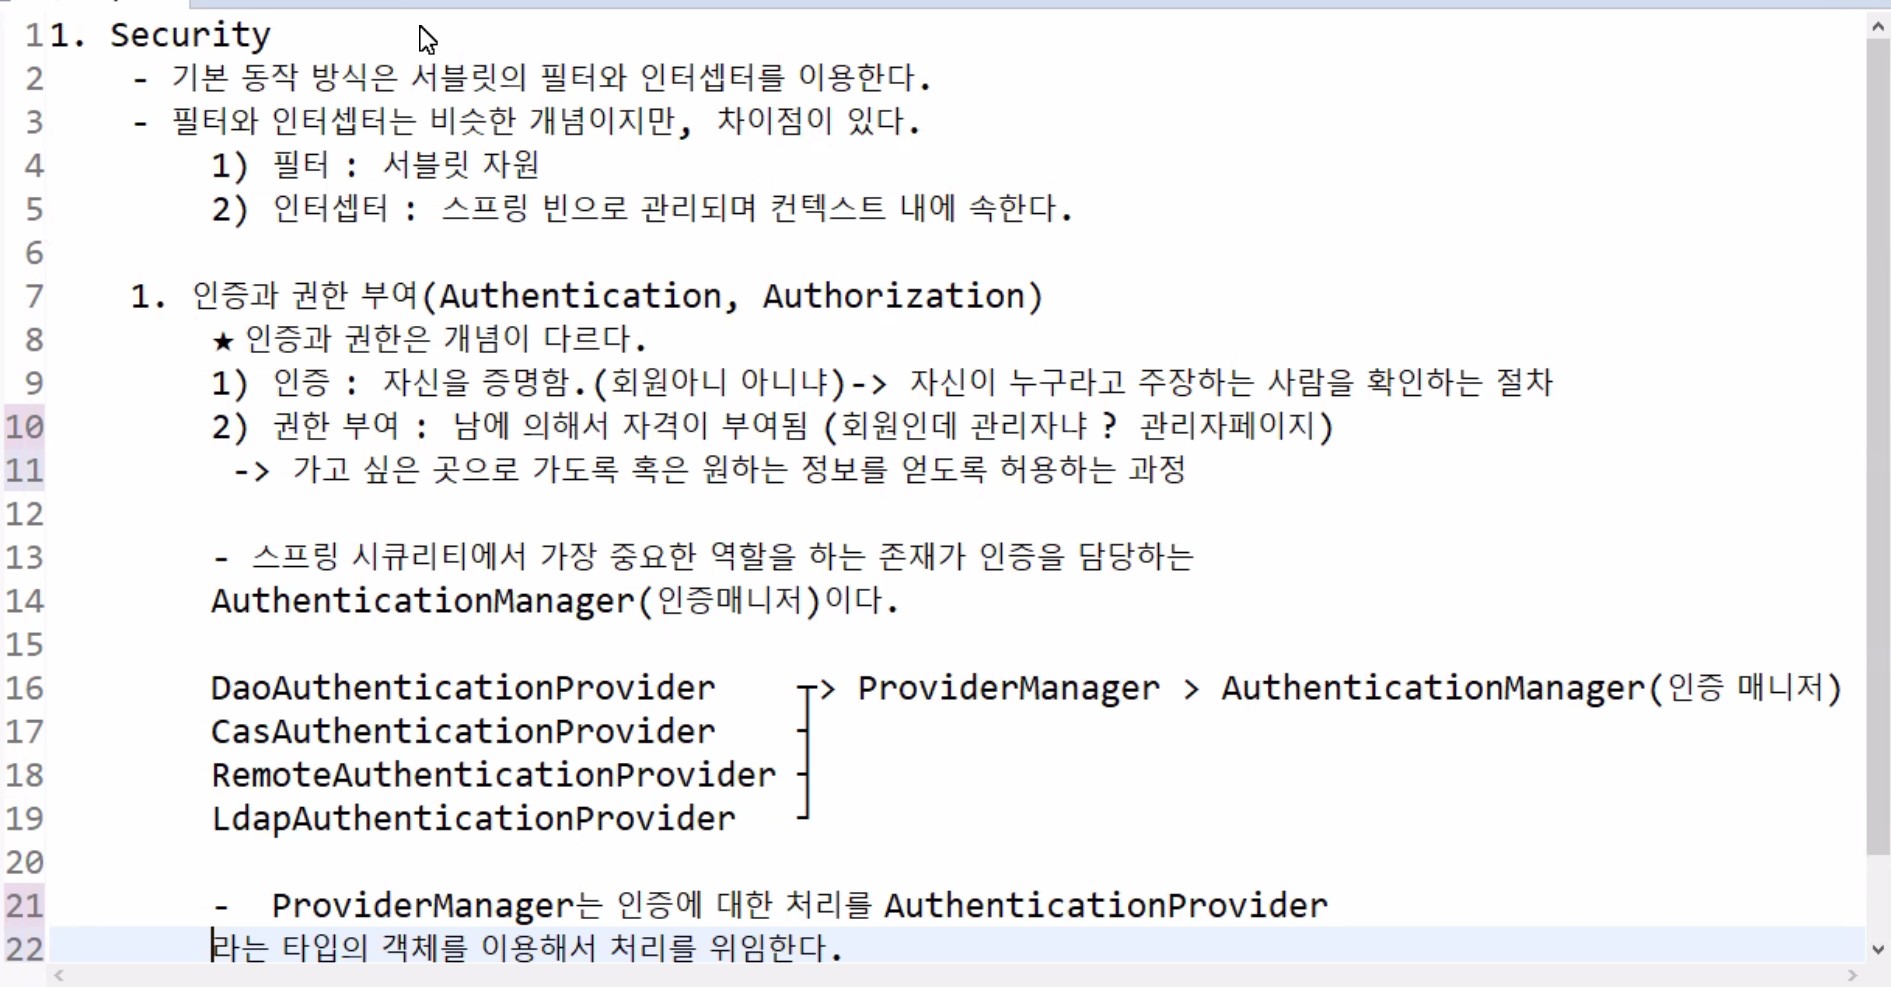 1 1. Security
2 - 기본 동작 방식은 서블릿의 필터와 인터셉터를 이용한다.
3 - 필터와 인터셉터는 비슷한 개념이지만, 차이점이 있다.
4 1) 필터 : 서블릿 자원
5 2) 인터셉터 : 스프링 빈으로 관리되며 컨텍스트 내에 속한다.
6
7 1. 인증과 권한 부여(Authentication, Authorization)
8 ★ 인증과 권한은 개념이 다르다.
9 1) 인증 : 자신을 증명함.(회원아니 아니냐)-> 자신이 누구라고 주장하는 사람을 확인하는 절차
10 2) 권한 부여 : 남에 의해서 자격이 부여됨 (회원인데 관리자냐 ? 관리자페이지)
11 -> 가고 싶은 곳으로 가도록 혹은 원하는 정보를 얻도록 허용하는 과정
12
13 - 스프링 시큐리티에서 가장 중요한 역할을 하는 존재가 인증을 담당하는
14 AuthenticationManager(인증매니저)이다.
15
16 DaoAuthenticationProvider ┬> ProviderManager > AuthenticationManager(인증 매니저)
17 CasAuthenticationProvider ┤
18 RemoteAuthenticationProvider ┤
19 LdapAuthenticationProvider ┘
20
21 - ProviderManager는 인증에 대한 처리를 AuthenticationProvider
22 라는 타입의 객체를 이용해서 처리를 위임한다.